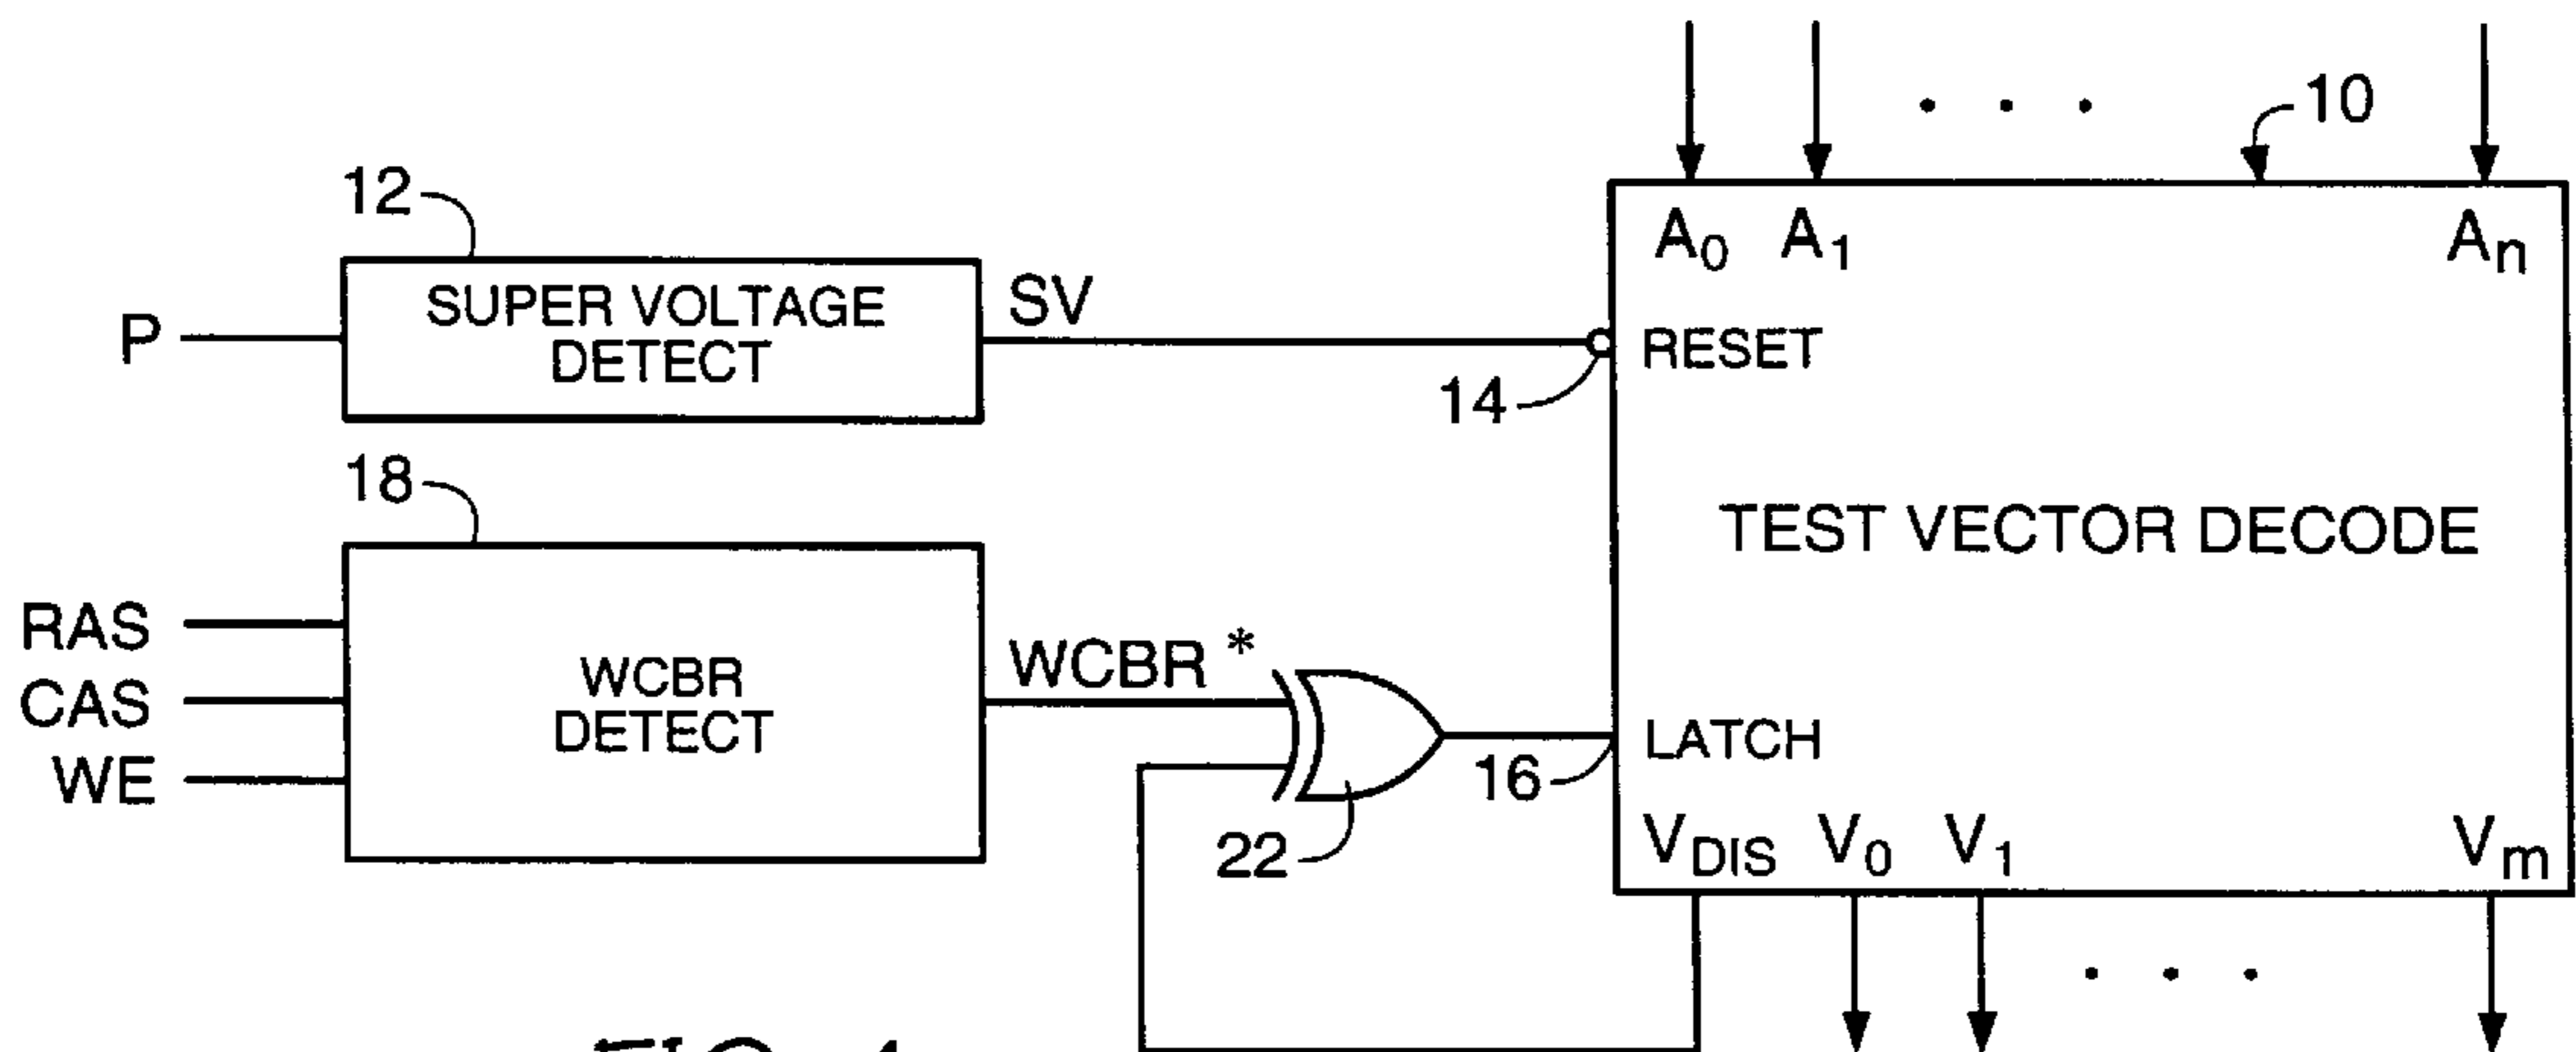 10
A0 A1 An
12
SUPER VOLTAGE
DETECT
SV
P
RESET
14
TEST VECTOR DECODE
18
RAS
CAS
WE
WCBR
DETECT
WCBR *
LATCH
16
22
VDIS V0 V1 Vm